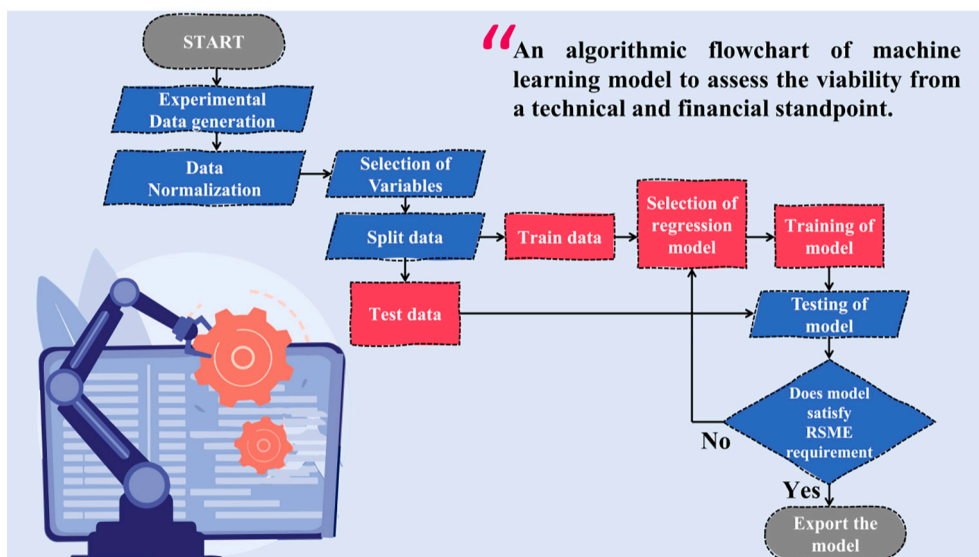 START
“An algorithmic flowchart of machine
learning model to assess the viability from
a technical and financial standpoint.
Experimental
Data generation
Data
Normalization
Selection of
Variables
Split data
Train data
Selection of
regression
model
Training of
model
Test data
Testing of
model
Does model
satisfy
RSME
requirement
No
Yes
Export the
model